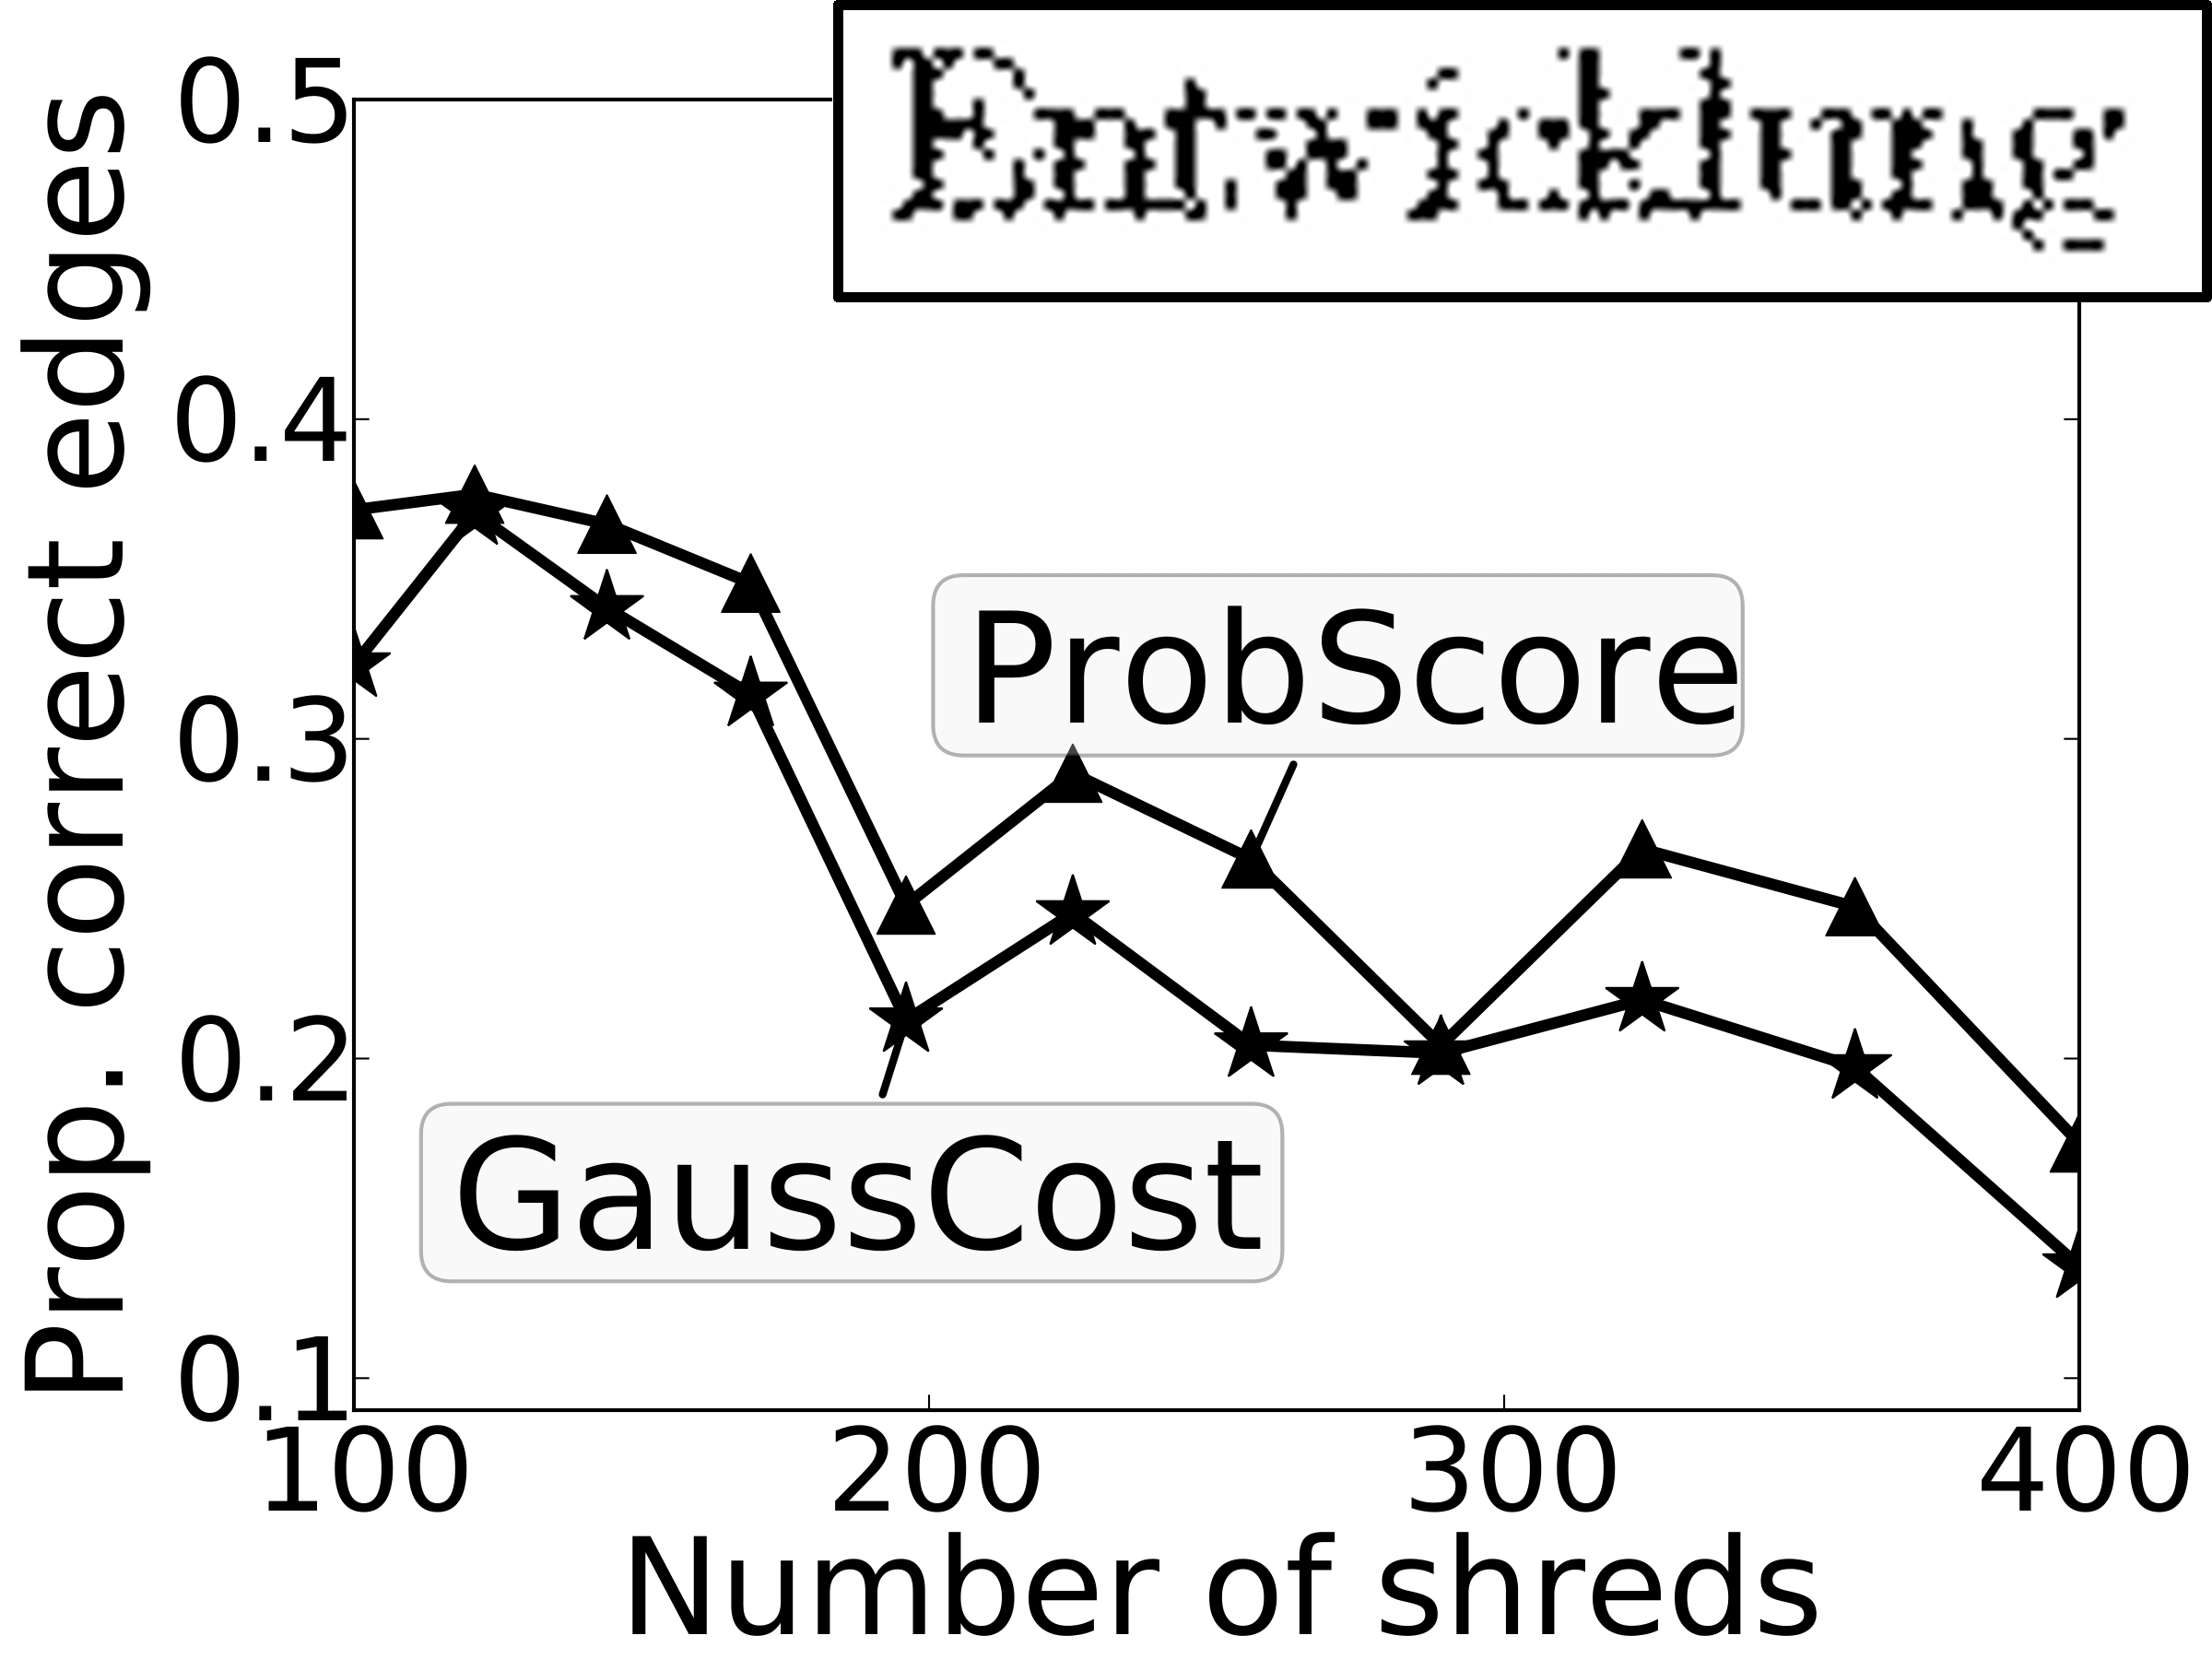 Entwicklung
0.5
0.4
0.3
0.2
0.1
Prop. correct edges
ProbScore
GaussCost
100 200 300 400
Number of shreds